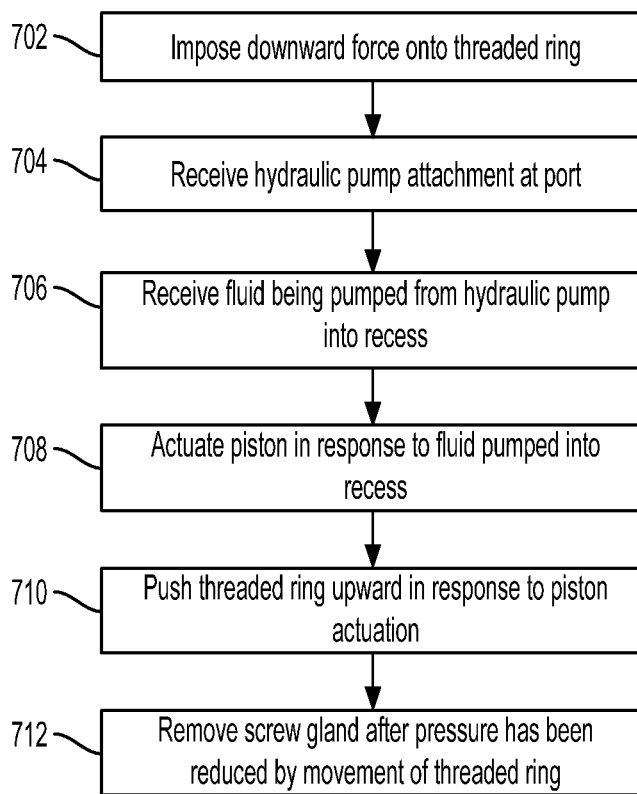 702
Impose downward force onto threaded ring
704
Receive hydraulic pump attachment at port
706
Receive fluid being pumped from hydraulic pump
into recess
708
Actuate piston in response to fluid pumped into
recess
710
Push threaded ring upward in response to piston
actuation
712
Remove screw gland after pressure has been
reduced by movement of threaded ring